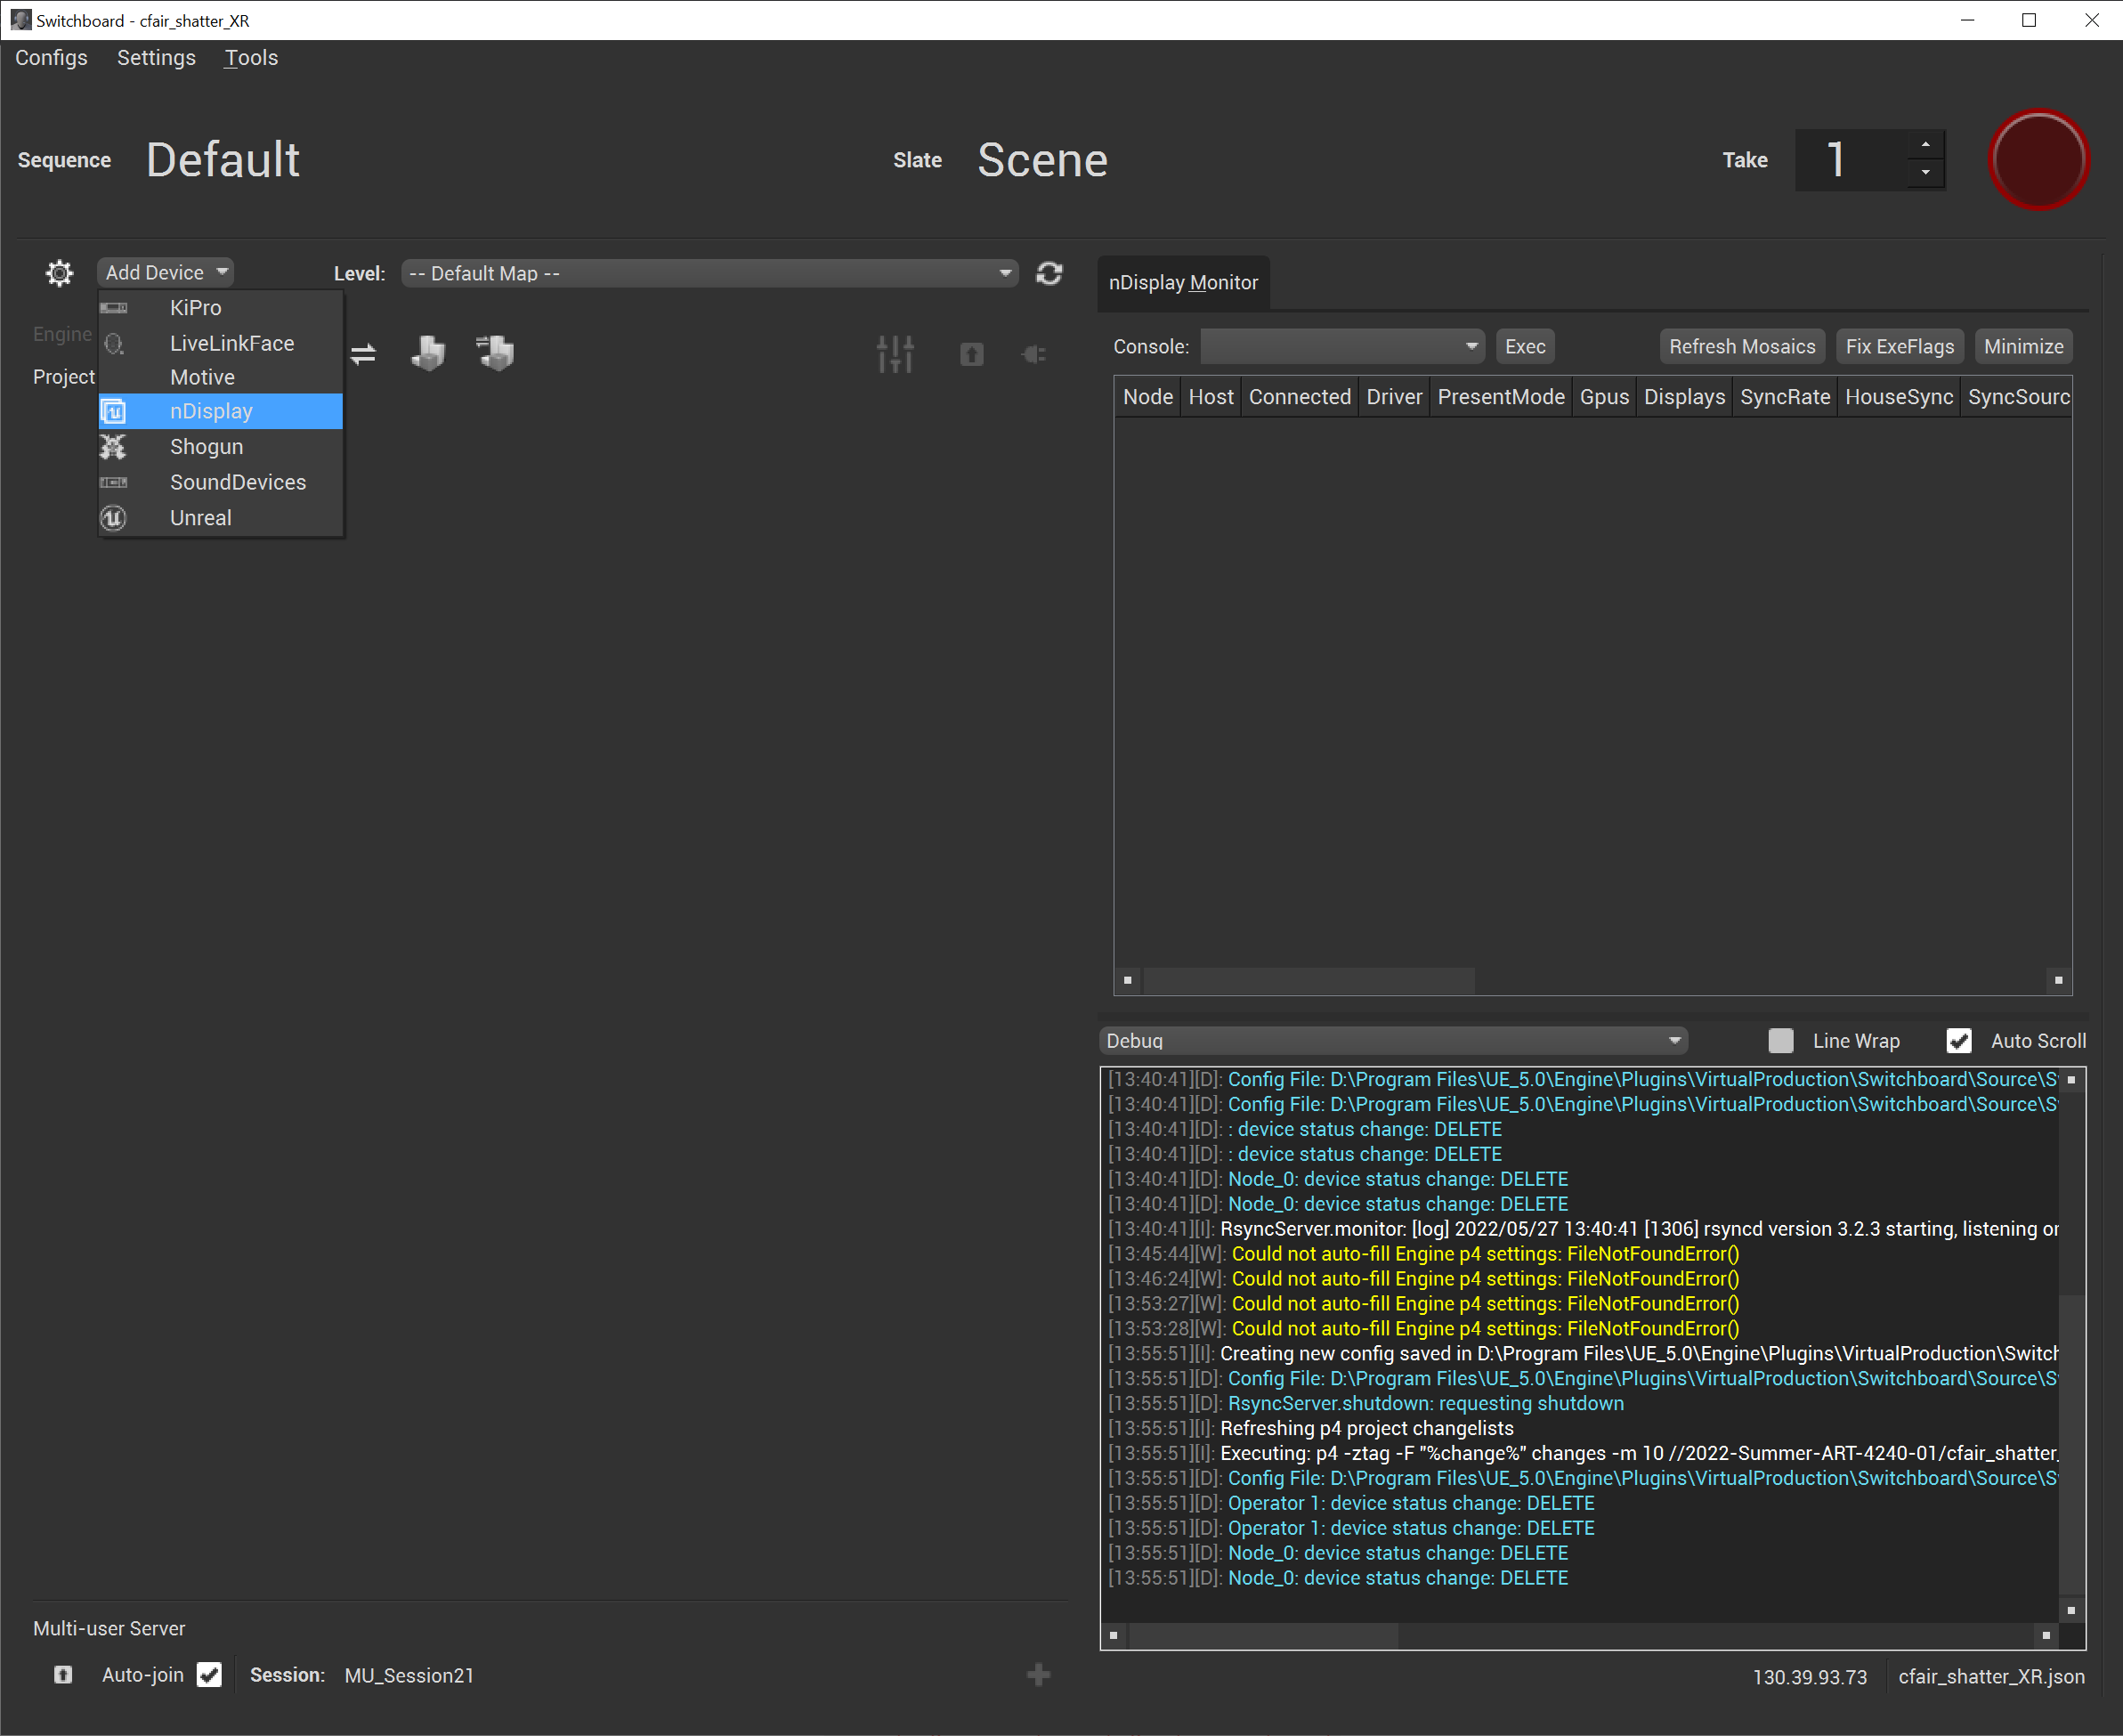 Switchboard - cfair_shatter_XR
Configs Settings Tools
Sequence Default Slate Scene Take 1
Add Device Level: -- Default Map --
KiPro
LiveLinkFace
Motive
nDisplay
Shogun
SoundDevices
Unreal
Engine
Project
nDisplay Monitor
Console: Exec Refresh Mosaics Fix ExeFlags Minimize
Node Host Connected Driver PresentMode Gpus Displays SyncRate HouseSync SyncSourc
Debug Line Wrap Auto Scroll
[13:40:41][D]: Config File: D:\Program Files\UE_5.0\Engine\Plugins\VirtualProduction\Switchboard\Source\S
[13:40:41][D]: Config File: D:\Program Files\UE_5.0\Engine\Plugins\VirtualProduction\Switchboard\Source\S
[13:40:41][D]: : device status change: DELETE
[13:40:41][D]: : device status change: DELETE
[13:40:41][D]: Node_0: device status change: DELETE
[13:40:41][D]: Node_0: device status change: DELETE
[13:40:41][I]: RsyncServer.monitor: [log] 2022/05/27 13:40:41 [1306] rsyncd version 3.2.3 starting, listening or
[13:45:44][W]: Could not auto-fill Engine p4 settings: FileNotFoundError()
[13:46:24][W]: Could not auto-fill Engine p4 settings: FileNotFoundError()
[13:53:27][W]: Could not auto-fill Engine p4 settings: FileNotFoundError()
[13:53:28][W]: Could not auto-fill Engine p4 settings: FileNotFoundError()
[13:55:51][I]: Creating new config saved in D:\Program Files\UE_5.0\Engine\Plugins\VirtualProduction\Switch
[13:55:51][D]: Config File: D:\Program Files\UE_5.0\Engine\Plugins\VirtualProduction\Switchboard\Source\S
[13:55:51][D]: RsyncServer.shutdown: requesting shutdown
[13:55:51][I]: Refreshing p4 project changelists
[13:55:51][I]: Executing: p4 -ztag -F "%change%" changes -m 10 //2022-Summer-ART-4240-01/cfair_shatter_
[13:55:51][D]: Config File: D:\Program Files\UE_5.0\Engine\Plugins\VirtualProduction\Switchboard\Source\S
[13:55:51][D]: Operator 1: device status change: DELETE
[13:55:51][D]: Operator 1: device status change: DELETE
[13:55:51][D]: Node_0: device status change: DELETE
[13:55:51][D]: Node_0: device status change: DELETE
Multi-user Server
Auto-join Session: MU_Session21
130.39.93.73 cfair_shatter_XR.json